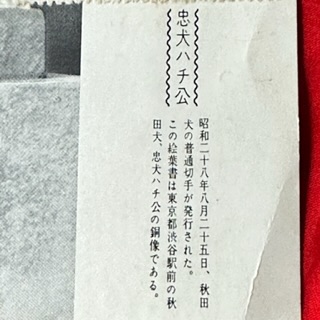 忠犬ハチ公
昭和二十八年八月二十五日、秋田
犬の普通切手が発行された。
この絵葉書は東京都渋谷駅前の秋
田犬、忠犬ハチ公の銅像である。